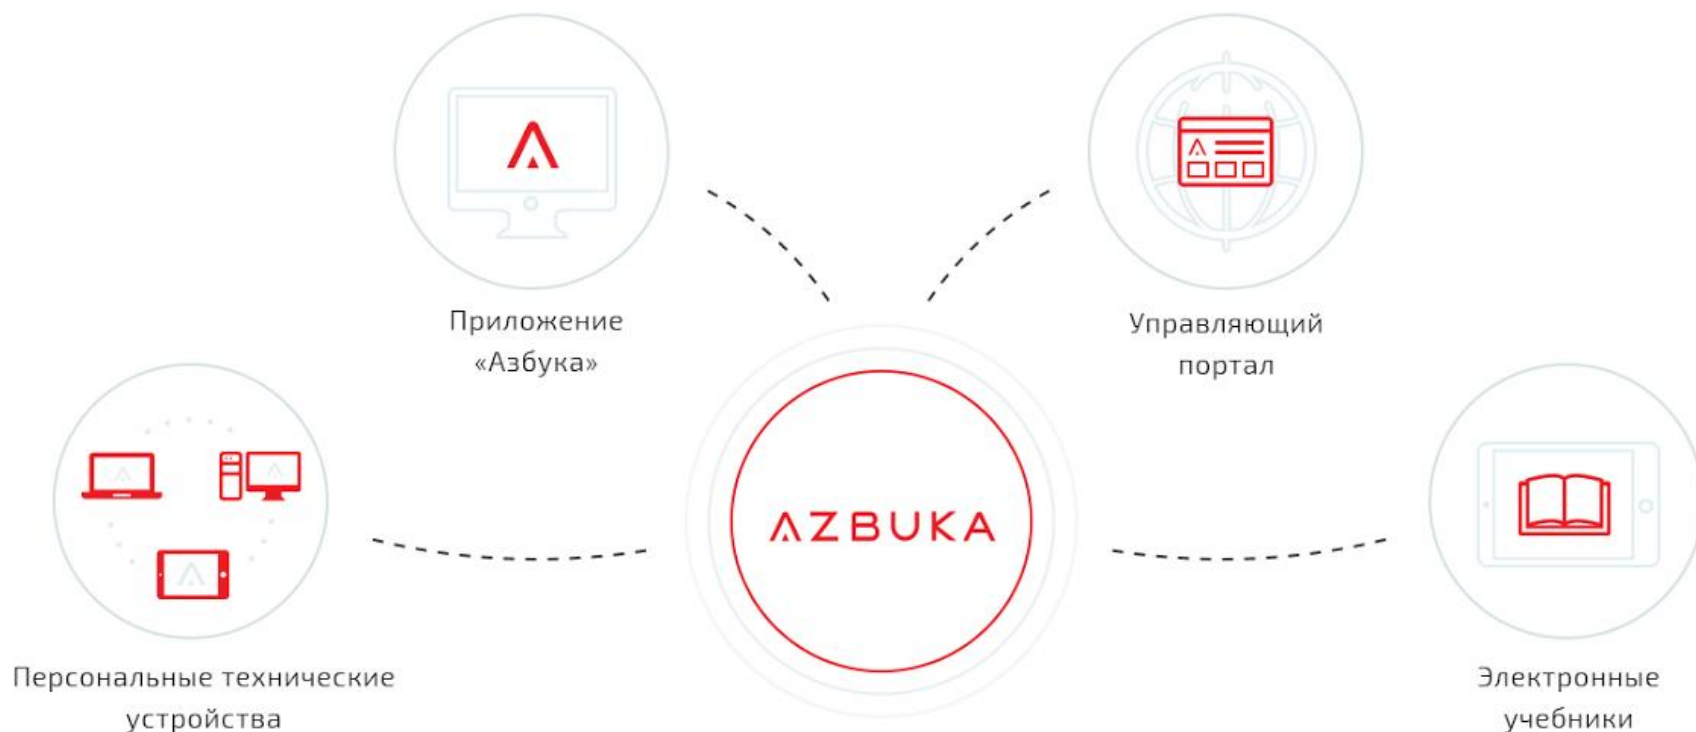 Приложение
«Азбука»
Управляющий
портал
AZBUKA
Персональные технические
устройства
Электронные
учебники